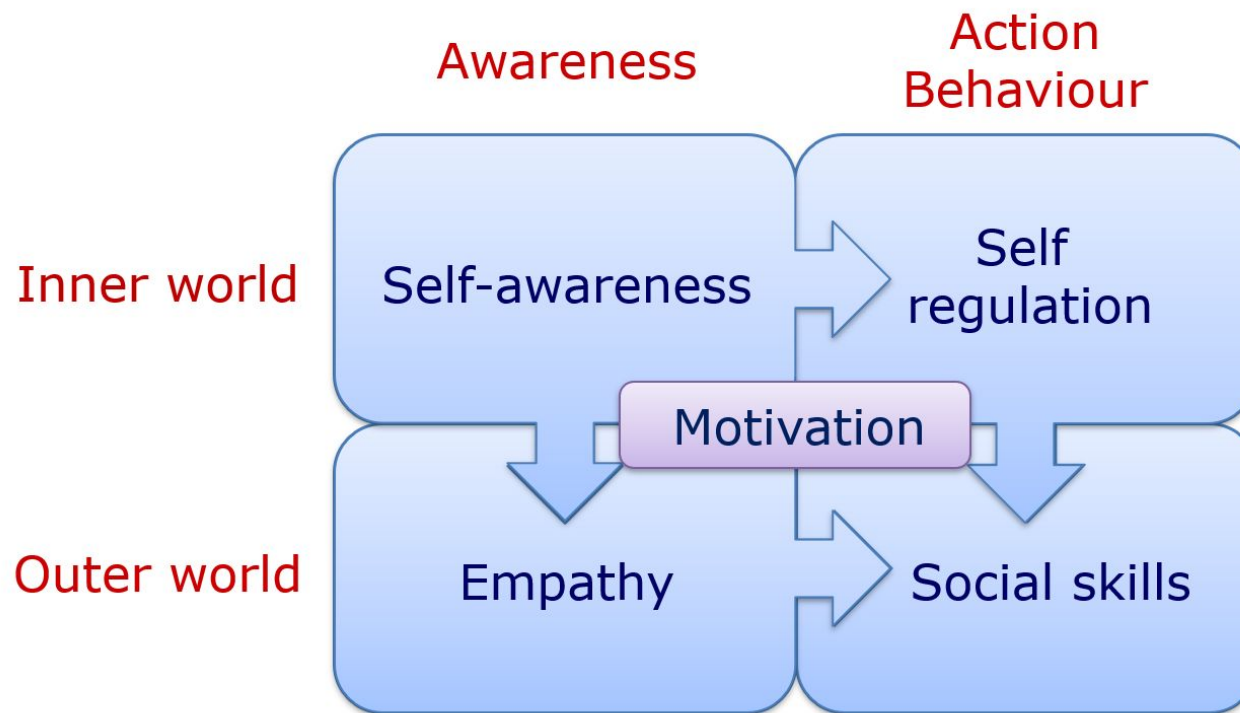 Awareness
Action
Behaviour
Inner world
Self-awareness
Self
regulation
Motivation
Outer world
Empathy
Social skills